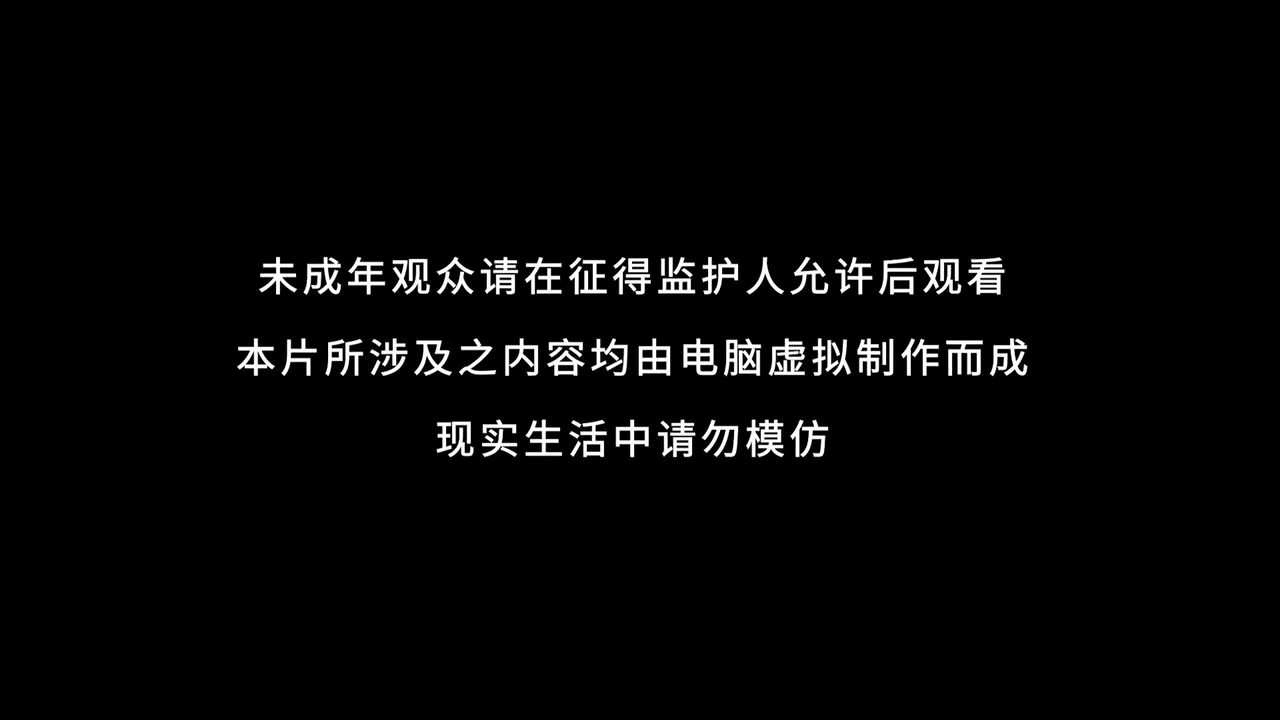 未成年观众请在征得监护人允许后观看
本片所涉及之内容均由电脑虚拟制作而成
现实生活中请勿模仿